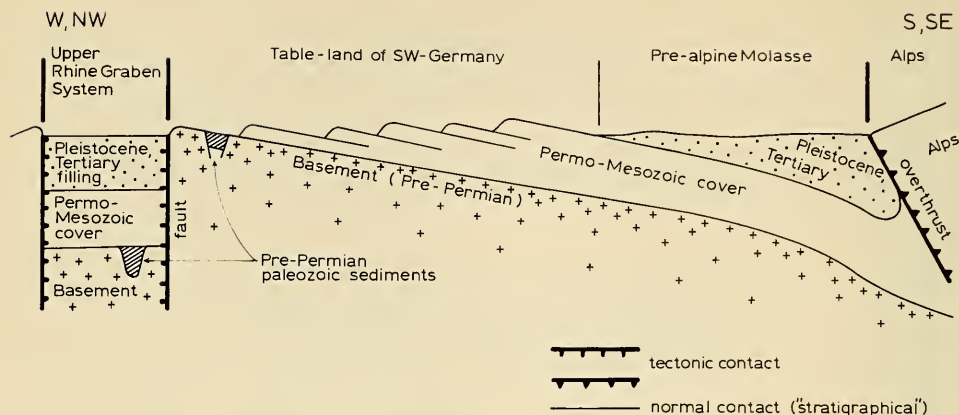 W, NW
S, SE
Upper
Rhine Graben
System
Table-land of SW-Germany
Pre-alpine Molasse
Alps
Pleistocene,
Tertiary
filling
Permo-
Mesozoic
cover
Basement
fault
Basement (Pre-Permian)
Pre-Permian
paleozoic sediments
Permo-Mesozoic cover
Pleistocene,
Tertiary
overthrust
Alps
tectonic contact
normal contact ("stratigraphical")